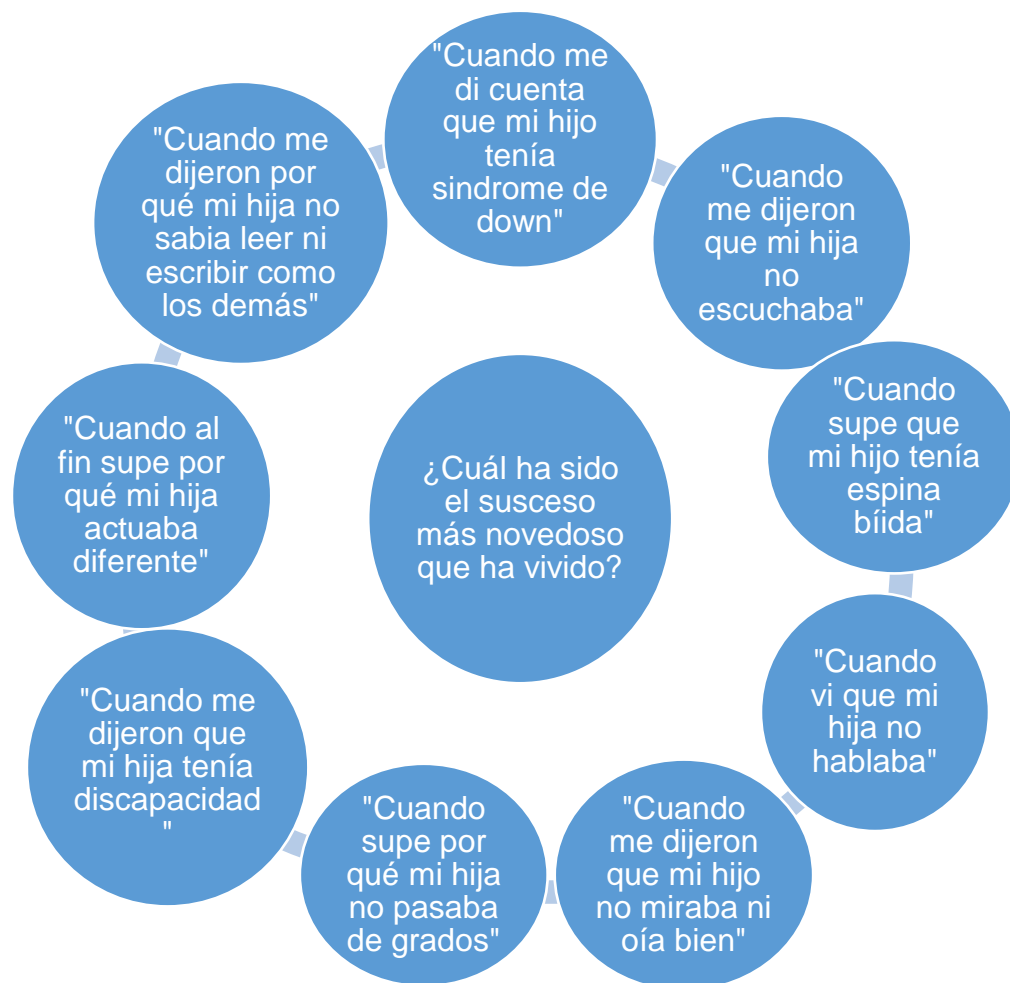 "Cuando me
di cuenta
que mi hijo
tenía
sindrome de
down"
"Cuando
me dijeron
que mi hija
no
escuchaba"
"Cuando
supe que
mi hijo tenía
espina
bíida"
"Cuando
vi que mi
hija no
hablaba"
"Cuando
me dijeron
que mi hijo
no miraba ni
oía bien"
"Cuando
supe por
qué mi hija
no pasaba
de grados"
"Cuando me
dijeron que
mi hija tenía
discapacidad
"
"Cuando al
fin supe por
qué mi hija
actuaba
diferente"
"Cuando me
dijeron por
qué mi hija no
sabia leer ni
escribir como
los demás"
¿Cuál ha sido
el susceso
más novedoso
que ha vivido?